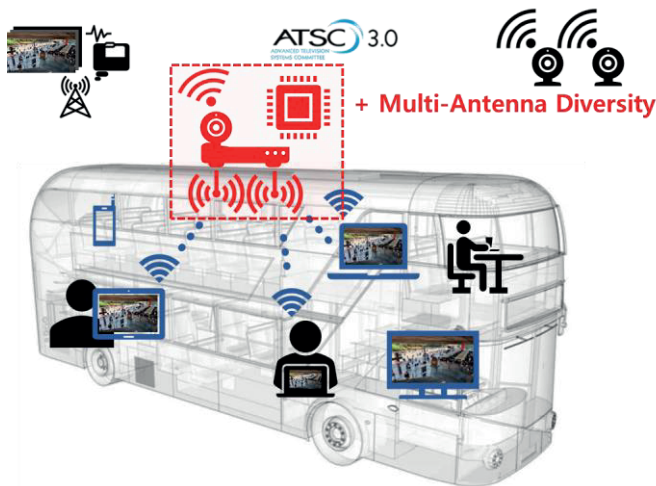 ATSC 3.0
ADVANCED TELEVISION
SYSTEMS COMMITTEE
+ Multi-Antenna Diversity